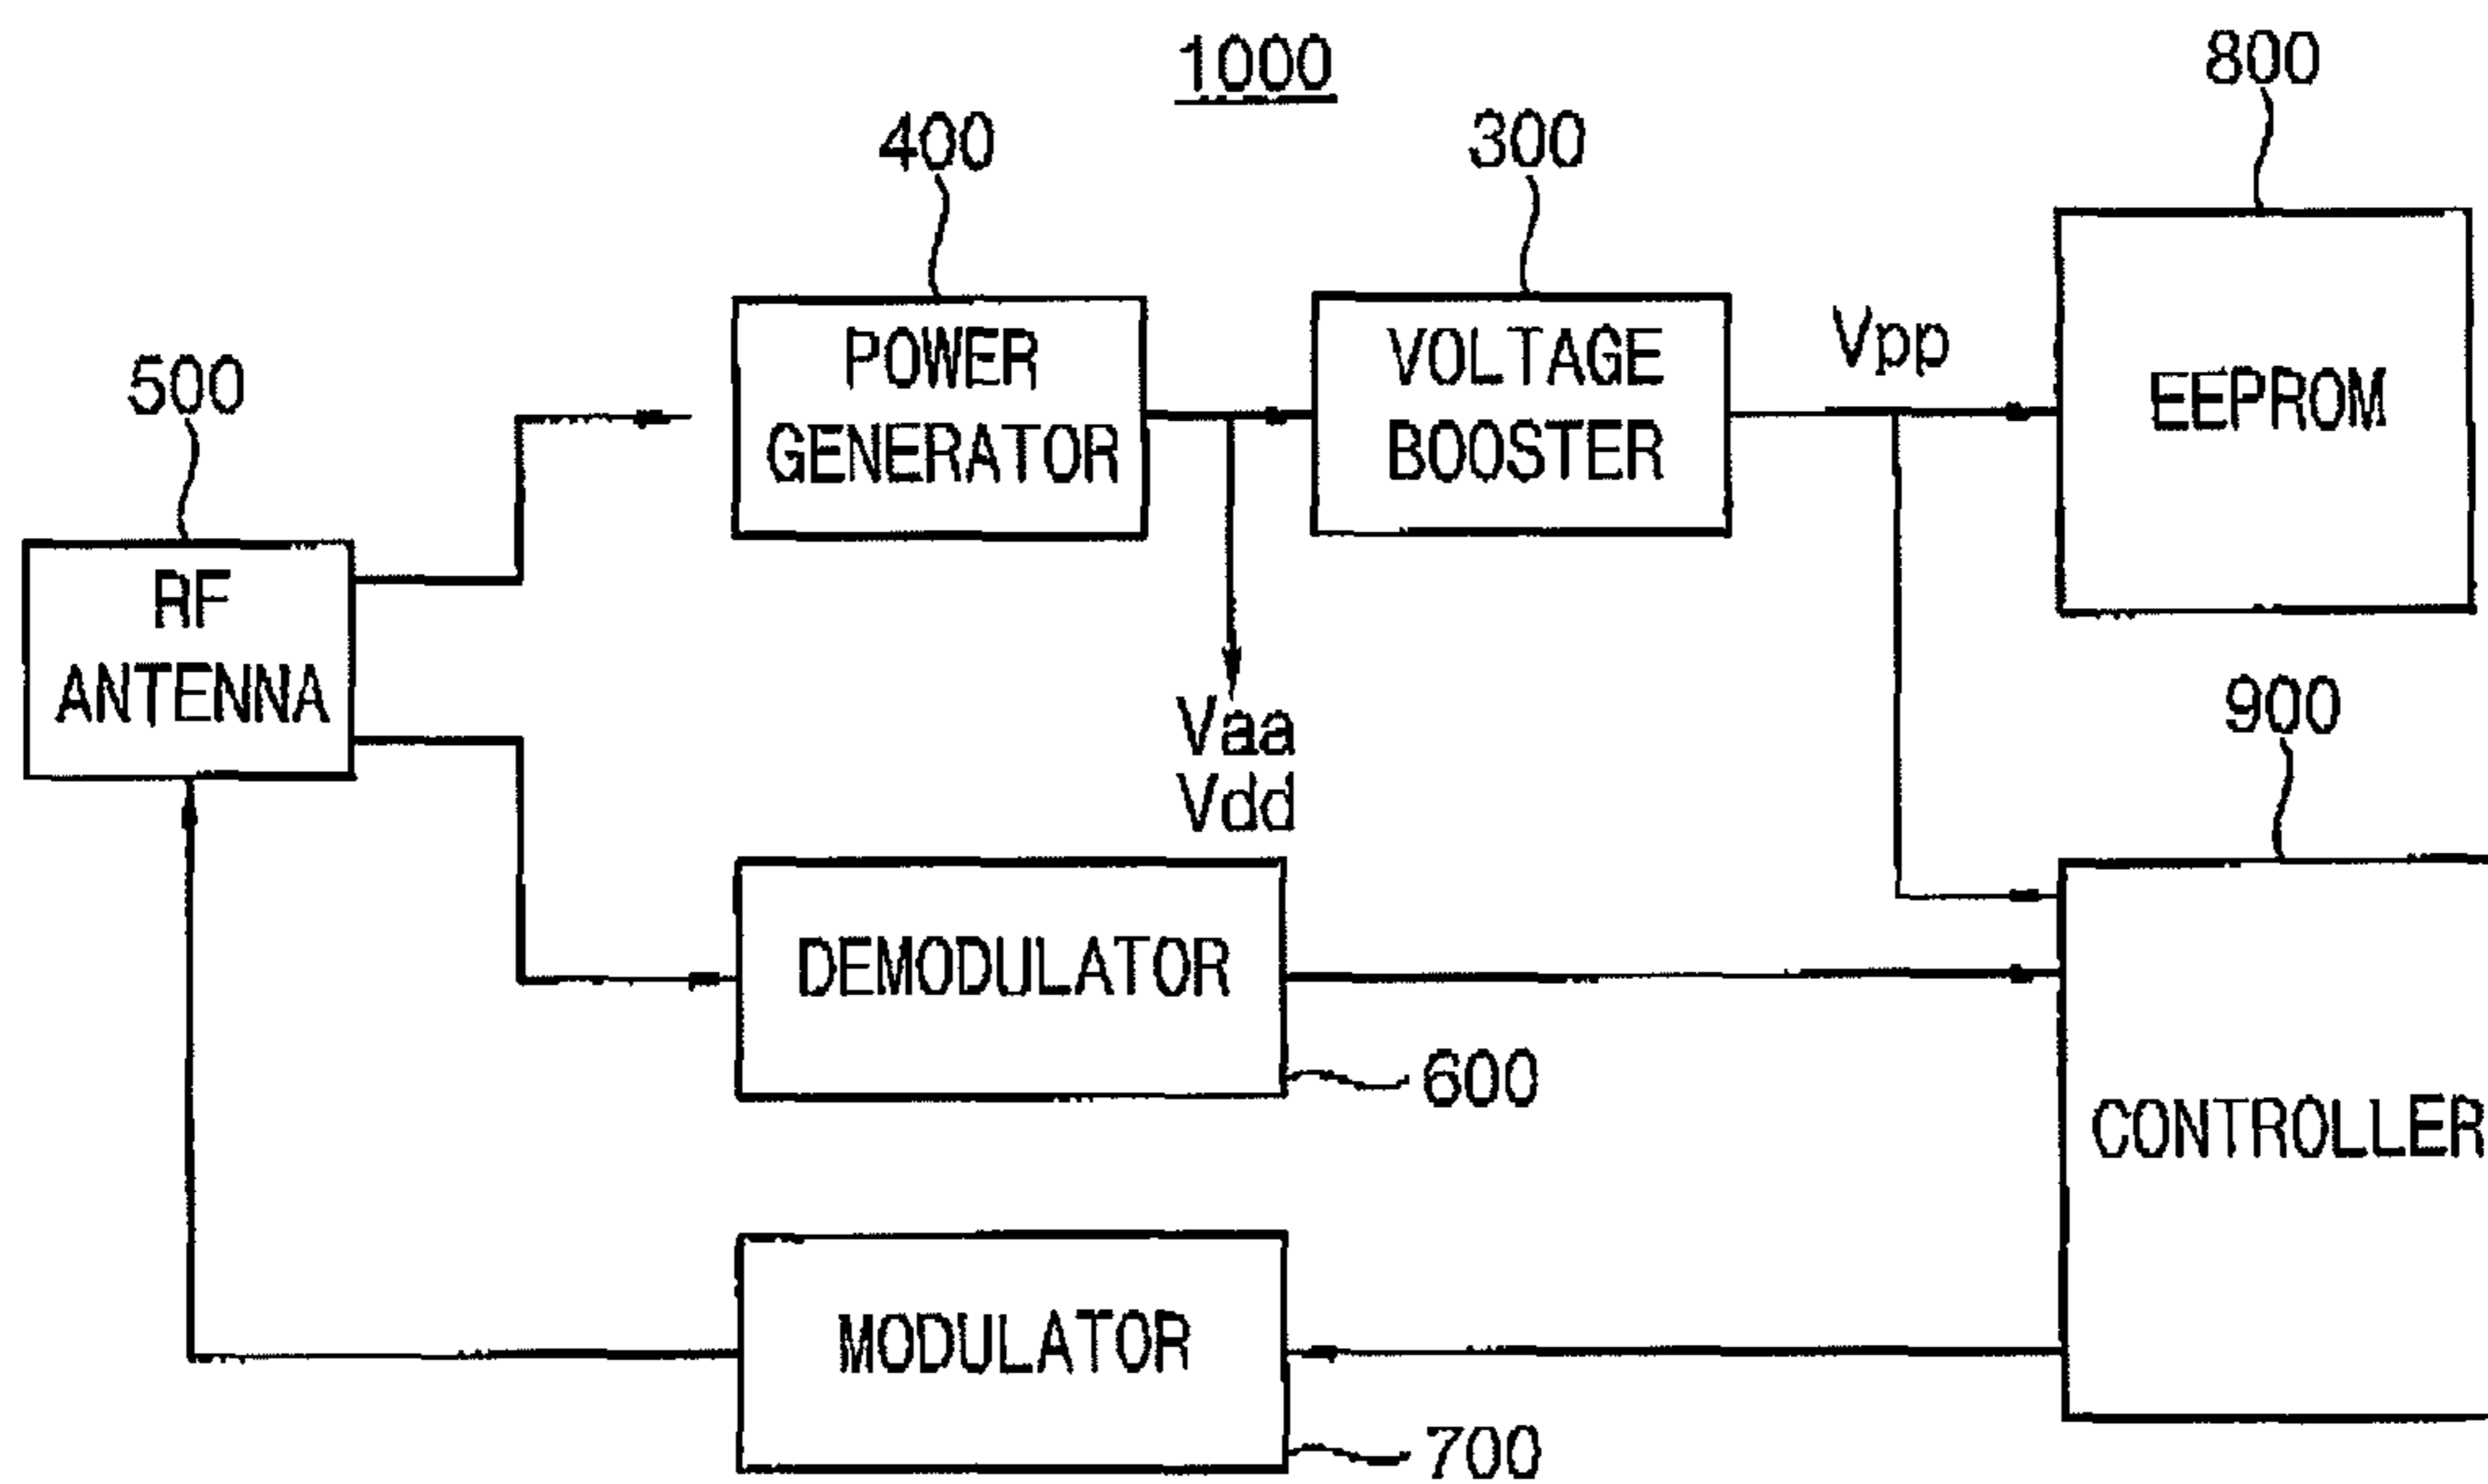 1000
800
400
300
500
POWER
GENERATOR
VOLTAGE
BOOSTER
Vpp
EEPROM
RF
ANTENNA
Vaa
Vdd
900
DEMODULATOR
600
CONTROLLER
MODULATOR
700